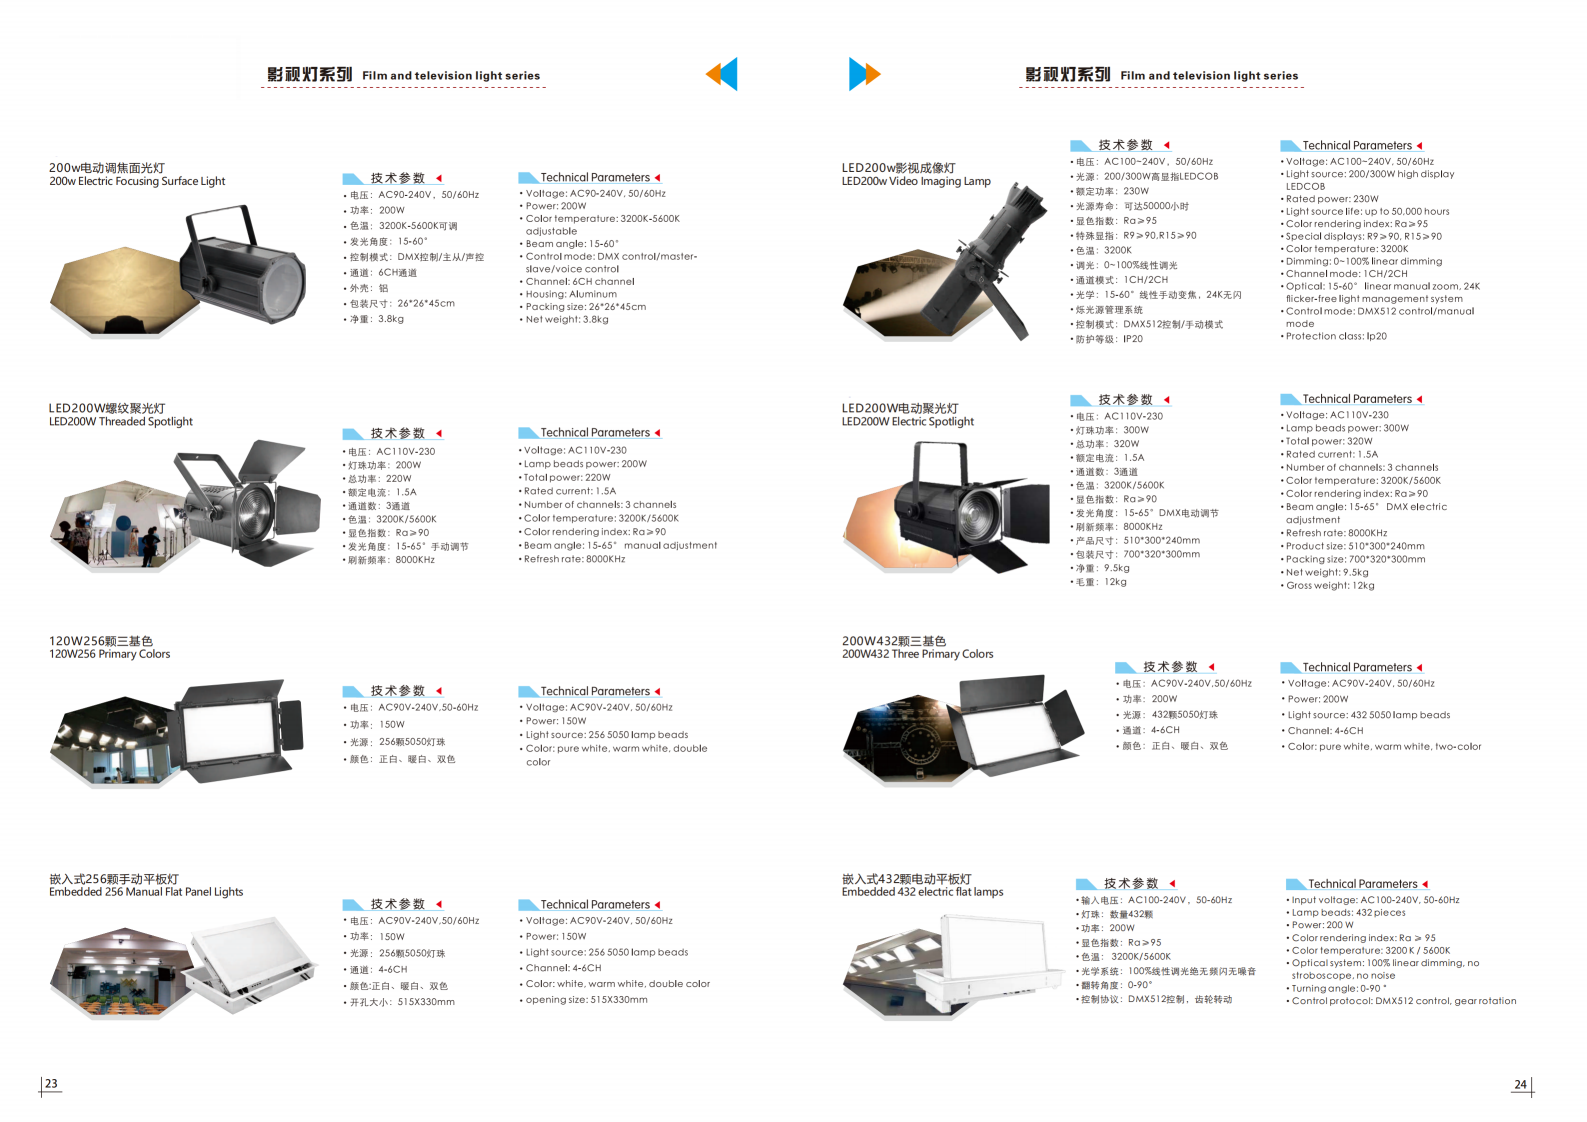 影视灯系列 Film and television light series
200w电动调焦面光灯
200w Electric Focusing Surface Light
技术参数
• 电压：AC90-240V，50/60Hz
• 功率：200W
• 色温：3200K-5600K可调
• 发光角度：15-60°
• 控制模式：DMX控制/主从/声控
• 通道：6CH通道
• 外壳：铝
• 包装尺寸：26*26*45cm
• 净重：3.8kg
Technical Parameters
• Voltage: AC90-240V, 50/60Hz
• Power: 200W
• Color temperature: 3200K-5600K
adjustable
• Beam angle: 15-60°
• Control mode: DMX control/master-
slave/voice control
• Channel: 6CH channel
• Housing: Aluminum
• Packing size: 26*26*45cm
• Net weight: 3.8kg
LED200W螺纹聚光灯
LED200W Threaded Spotlight
技术参数
• 电压：AC110V-230
• 灯珠功率：200W
• 总功率：220W
• 额定电流：1.5A
• 通道数：3通道
• 色温：3200K/5600K
• 显色指数：Ra≥90
• 发光角度：15-65°手动调节
• 刷新频率：8000KHz
Technical Parameters
• Voltage: AC110V-230
• Lamp beads power: 200W
• Total power: 220W
• Rated current: 1.5A
• Number of channels: 3 channels
• Color temperature: 3200K/5600K
• Color rendering index: Ra≥90
• Beam angle: 15-65° manual adjustment
• Refresh rate: 8000KHz
120W256颗三基色
120W256 Primary Colors
技术参数
• 电压：AC90V-240V,50-60Hz
• 功率：150W
• 光源：256颗5050灯珠
• 颜色：正白、暖白、双色
Technical Parameters
• Voltage: AC90V-240V, 50/60Hz
• Power: 150W
• Light source: 256 5050 lamp beads
• Color: pure white, warm white, double
color
嵌入式256颗手动平板灯
Embedded 256 Manual Flat Panel Lights
技术参数
• 电压：AC90V-240V,50/60Hz
• 功率：150W
• 光源：256颗5050灯珠
• 通道：4-6CH
• 颜色:正白、暖白、双色
• 开孔大小：515X330mm
Technical Parameters
• Voltage: AC90V-240V, 50/60Hz
• Power: 150W
• Light source: 256 5050 lamp beads
• Channel: 4-6CH
• Color: white, warm white, double color
• opening size: 515X330mm
23
影视灯系列 Film and television light series
LED200w影视成像灯
LED200w Video Imaging Lamp
技术参数
• 电压：AC100~240V，50/60Hz
• 光源：200/300W高显指LEDCOB
• 额定功率：230W
• 光源寿命：可达50000小时
• 显色指数：Ra≥95
• 特殊显指：R9≥90,R15≥90
• 色温：3200K
• 调光：0~100%线性调光
• 通道模式：1CH/2CH
• 光学：15-60°线性手动变焦，24K无闪
• 烁光源管理系统
• 控制模式：DMX512控制/手动模式
• 防护等级：IP20
Technical Parameters
• Voltage: AC100~240V, 50/60Hz
• Light source: 200/300W high display
LEDCOB
• Rated power: 230W
• Light source life: up to 50,000 hours
• Color rendering index: Ra≥95
• Special displays: R9≥90, R15≥90
• Color temperature: 3200K
• Dimming: 0~100% linear dimming
• Channel mode: 1CH/2CH
• Optical: 15-60° linear manual zoom, 24K
flicker-free light management system
• Control mode: DMX512 control/manual
mode
• Protection class: Ip20
LED200W电动聚光灯
LED200W Electric Spotlight
技术参数
• 电压：AC110V-230
• 灯珠功率：300W
• 总功率：320W
• 额定电流：1.5A
• 通道数：3通道
• 色温：3200K/5600K
• 显色指数：Ra≥90
• 发光角度：15-65°DMX电动调节
• 刷新频率：8000KHz
• 产品尺寸：510*300*240mm
• 包装尺寸：700*320*300mm
• 净重：9.5kg
• 毛重：12kg
Technical Parameters
• Voltage: AC110V-230
• Lamp beads power: 300W
• Total power: 320W
• Rated current: 1.5A
• Number of channels: 3 channels
• Color temperature: 3200K/5600K
• Color rendering index: Ra≥90
• Beam angle: 15-65° DMX electric
adjustment
• Refresh rate: 8000KHz
• Product size: 510*300*240mm
• Packing size: 700*320*300mm
• Net weight: 9.5kg
• Gross weight: 12kg
200W432颗三基色
200W432 Three Primary Colors
技术参数
• 电压：AC90V-240V,50/60Hz
• 功率：200W
• 光源：432颗5050灯珠
• 通道：4-6CH
• 颜色：正白、暖白、双色
Technical Parameters
• Voltage: AC90V-240V, 50/60Hz
• Power: 200W
• Light source: 432 5050 lamp beads
• Channel: 4-6CH
• Color: pure white, warm white, two-color
嵌入式432颗电动平板灯
Embedded 432 electric flat lamps
技术参数
• 输入电压：AC100-240V，50-60Hz
• 灯珠：数量432颗
• 功率：200W
• 显色指数：Ra≥95
• 色温： 3200K/5600K
• 光学系统：100%线性调光绝无频闪无噪音
• 翻转角度：0-90°
• 控制协议：DMX512控制，齿轮转动
Technical Parameters
• Input voltage: AC100-240V, 50-60Hz
• Lamp beads: 432 pieces
• Power: 200 W
• Color rendering index: Ra ≥ 95
• Color temperature: 3200 K / 5600K
• Optical system: 100% linear dimming, no
stroboscope, no noise
• Turning angle: 0-90 °
• Control protocol: DMX512 control, gear rotation
24